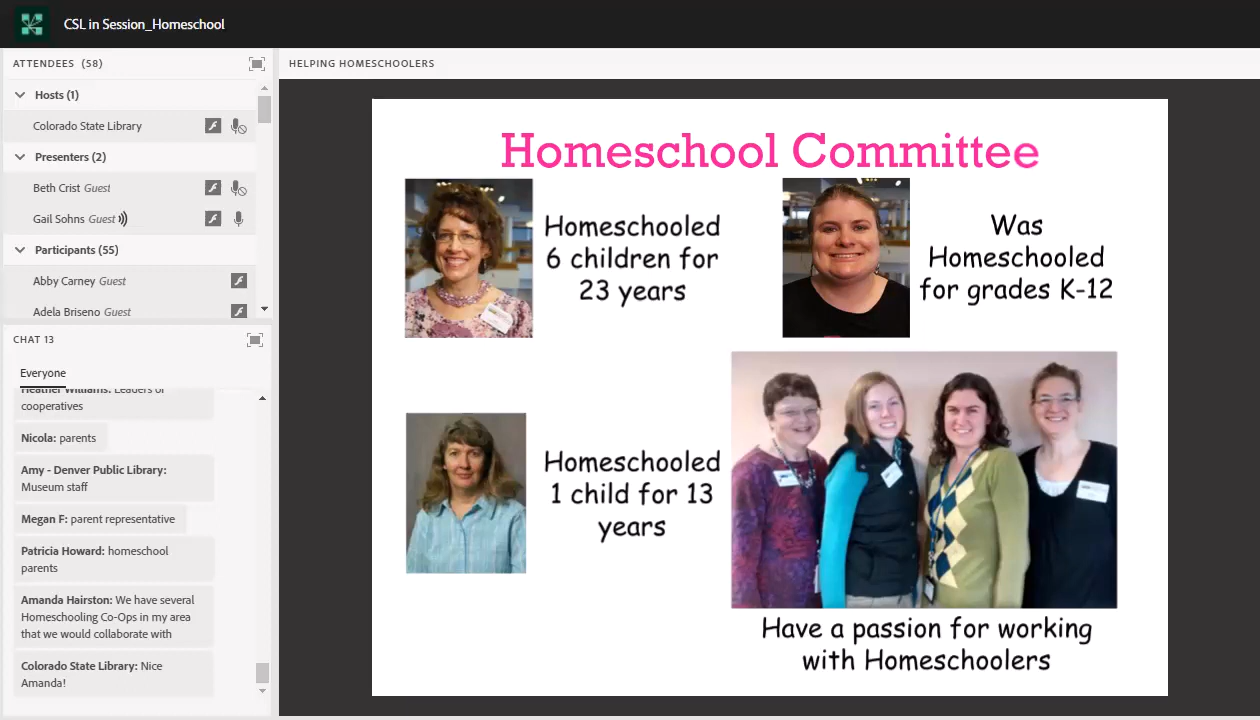 CSL in Session_Homeschool
ATTENDEES (58)
Hosts (1)
Colorado State Library
Presenters (2)
Beth Crist Guest
Gail Sohns Guest
Participants (55)
Abby Carney Guest
Adela Briseno Guest
CHAT 13
Everyone
Heather Williams: Leaders of
cooperatives
Nicola: parents
Amy - Denver Public Library:
Museum staff
Megan F: parent representative
Patricia Howard: homeschool
parents
Amanda Hairston: We have several
Homeschooling Co-Ops in my area
that we would collaborate with
Colorado State Library: Nice
Amanda!
HELPING HOMESCHOOLERS
Homeschool Committee
Homeschooled
6 children for
23 years
Was
Homeschooled
for grades K-12
Homeschooled
1 child for 13
years
Have a passion for working
with Homeschoolers